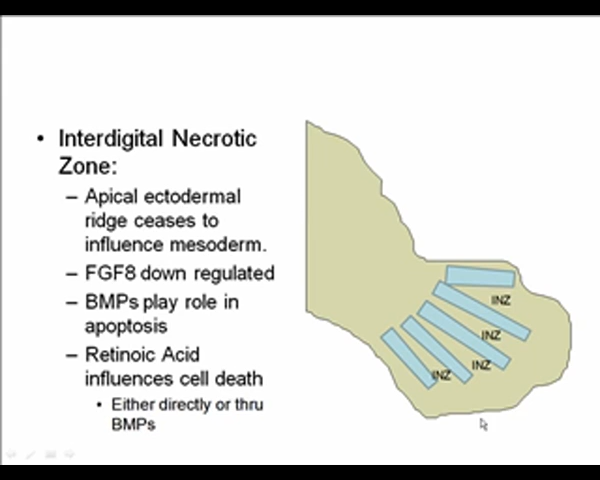 • Interdigital Necrotic
Zone:
– Apical ectodermal
ridge ceases to
influence mesoderm.
– FGF8 down regulated
– BMPs play role in
apoptosis
– Retinoic Acid
influences cell death
• Either directly or thru
BMPs
INZ
INZ
INZ
INZ